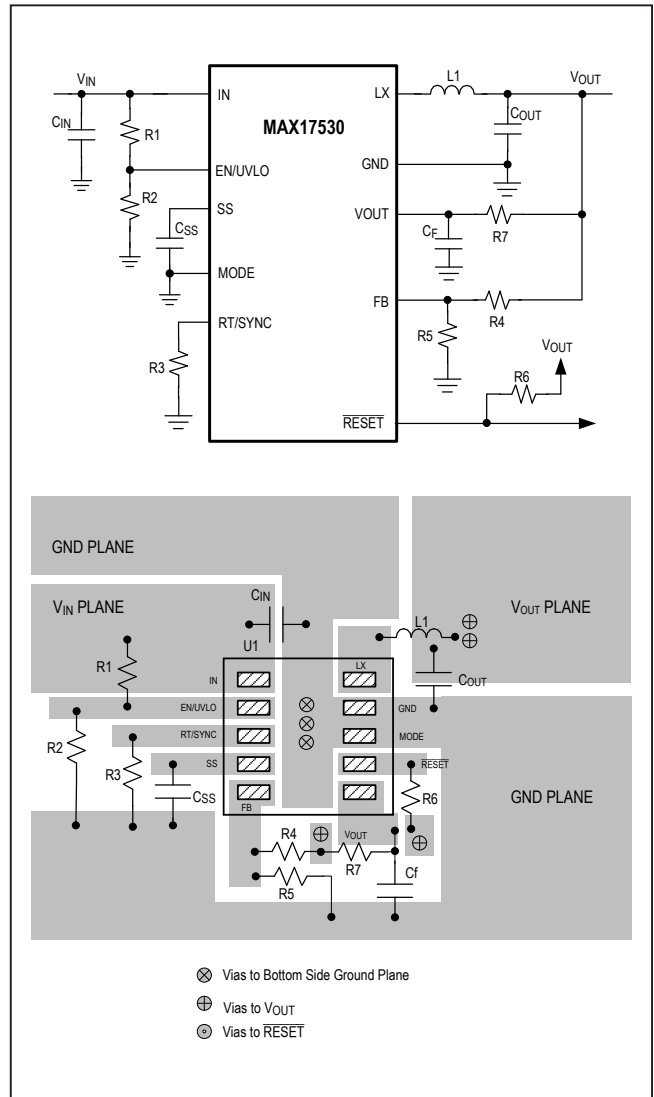 VIN
CIN
R1
R2
IN
EN/UVLO
SS
CSS
MODE
RT/SYNC
R3
MAX17530
LX
L1
VOUT
COUT
GND
VOUT
CF
R7
FB
R4
R5
VOUT
R6
RESET
GND PLANE
VIN PLANE
CIN
U1
L1
VOUT PLANE
R1
IN
LX
COUT
EN/UVLO
GND
R2
RT/SYNC
MODE
R3
SS
RESET
CSS
R6
GND PLANE
FB
R4
VOUT
R7
Cf
R5
Vias to Bottom Side Ground Plane
Vias to VOUT
Vias to RESET